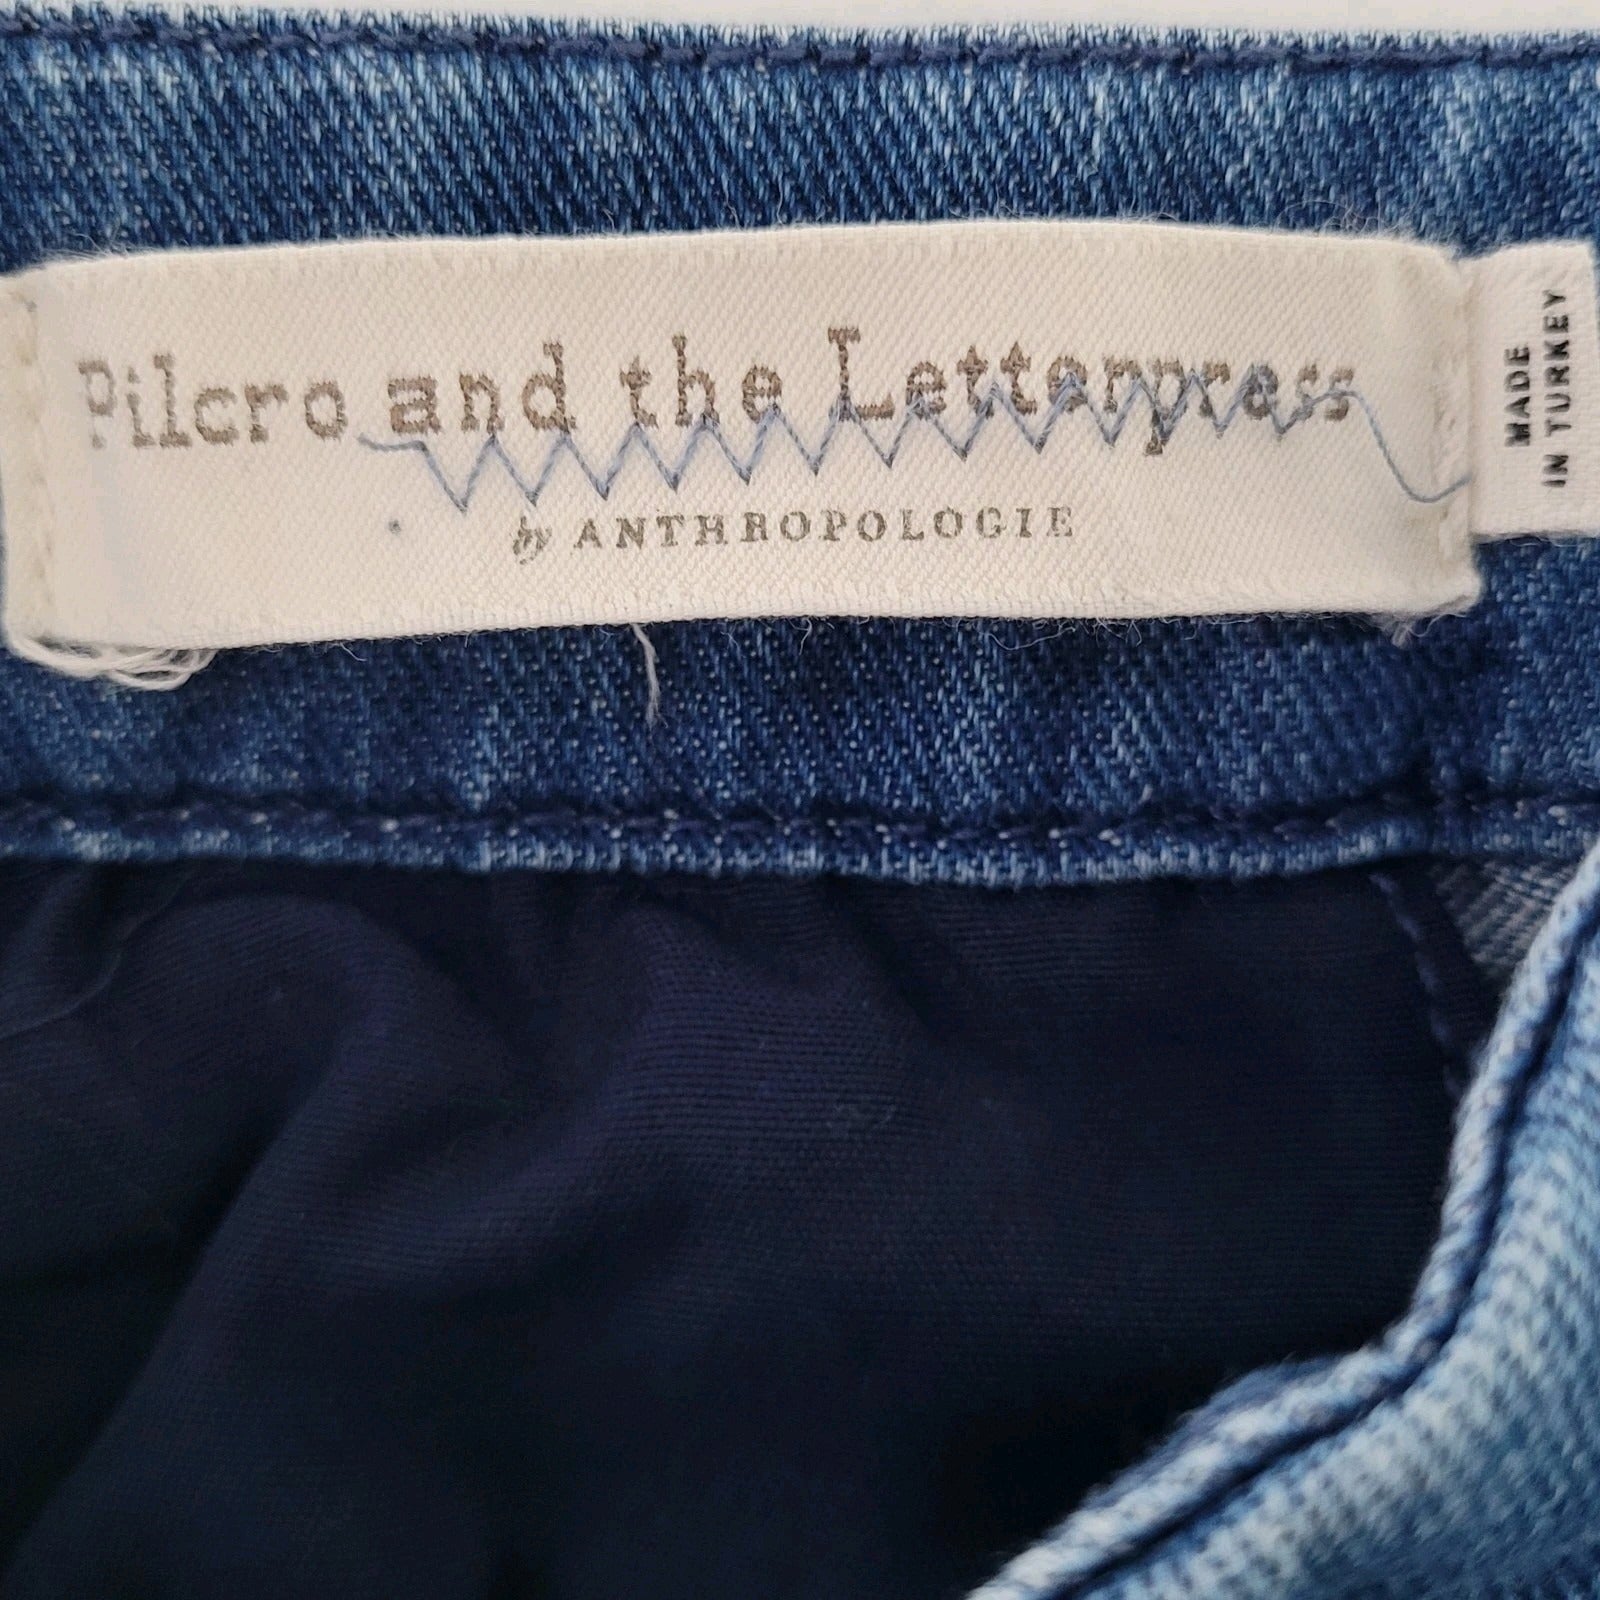 Pilcro and the Letterpress
by ANTHROPOLOGIE
MADE
IN TURKEY